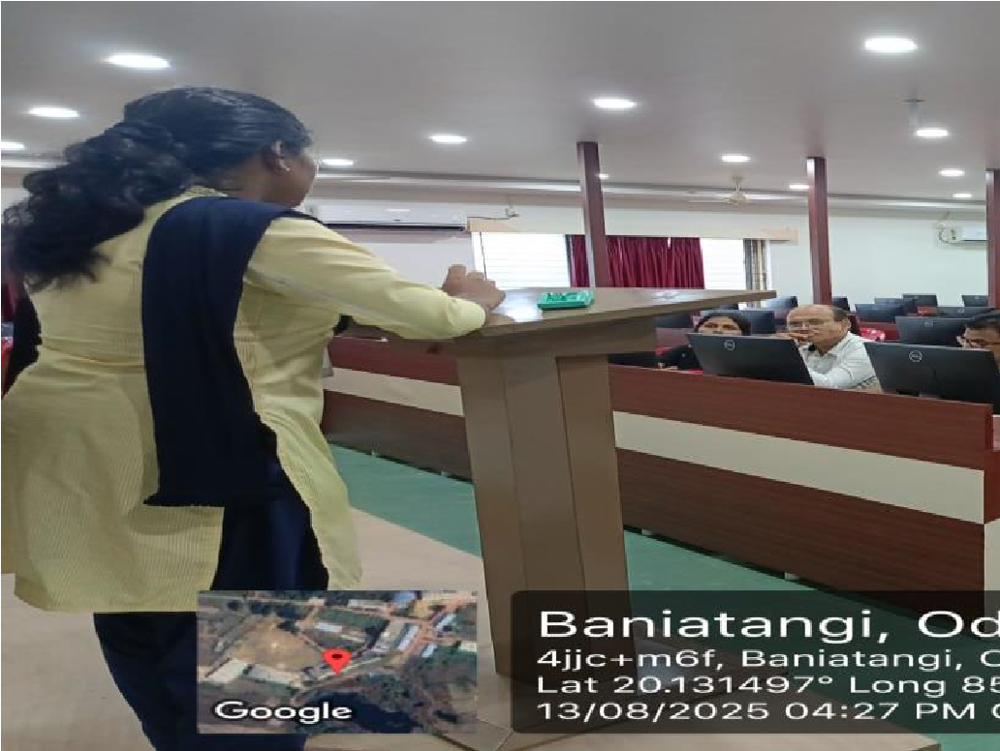 Google
Baniatangi, Od
4jjc+m6f, Baniatangi, O
Lat 20.131497° Long 85
13/08/2025 04:27 PM G